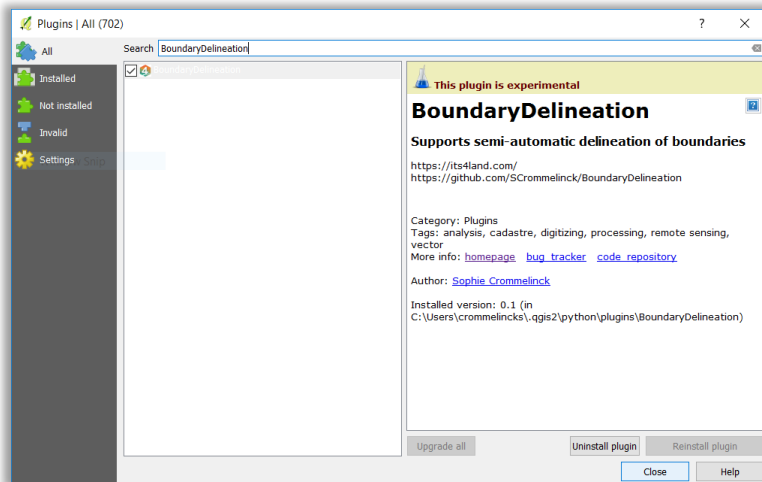 Plugins | All (702)
?
All
Search BoundaryDelineation
BoundaryDelineation
Installed
Not installed
Invalid
Settings
Snip
This plugin is experimental
BoundaryDelineation
?
Supports semi-automatic delineation of boundaries
https://its4land.com/
https://github.com/SCrommelinck/BoundaryDelineation
Category: Plugins
Tags: analysis, cadastre, digitizing, processing, remote sensing,
vector
More info: homepage bug tracker code repository
Author: Sophie Crommelinck
Installed version: 0.1 (in
C:\Users\crommelincks\.qgis2\python\plugins\BoundaryDelineation)
Upgrade all
Uninstall plugin
Reinstall plugin
Close
Help